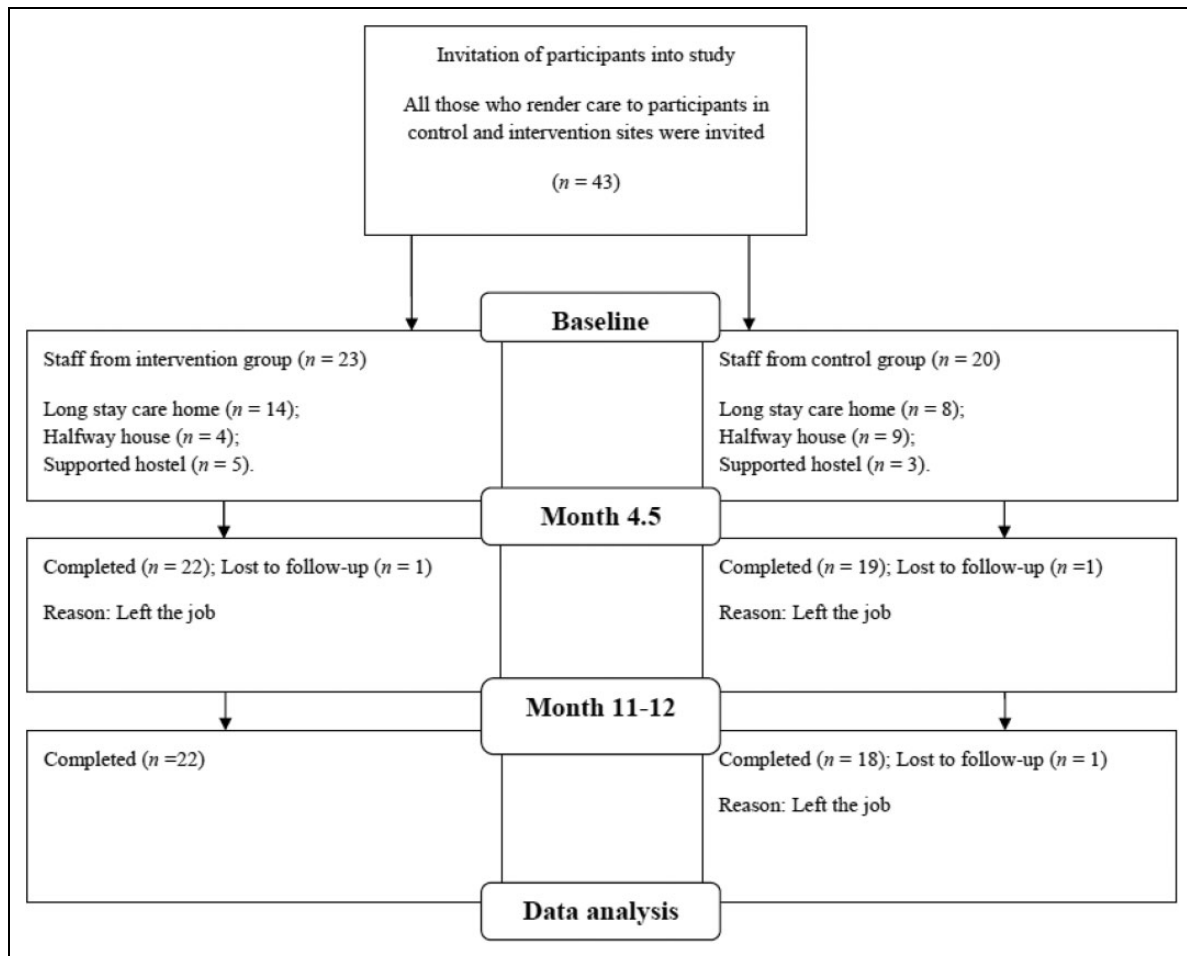 Invitation of participants into study
All those who render care to participants in
control and intervention sites were invited
(n = 43)
Baseline
Staff from intervention group (n = 23)
Long stay care home (n = 14);
Halfway house (n = 4);
Supported hostel (n = 5).
Staff from control group (n = 20)
Long stay care home (n = 8);
Halfway house (n = 9);
Supported hostel (n = 3).
Month 4.5
Completed (n = 22); Lost to follow-up (n = 1)
Reason: Left the job
Completed (n = 19); Lost to follow-up (n =1)
Reason: Left the job
Month 11-12
Completed (n =22)
Completed (n = 18); Lost to follow-up (n = 1)
Reason: Left the job
Data analysis